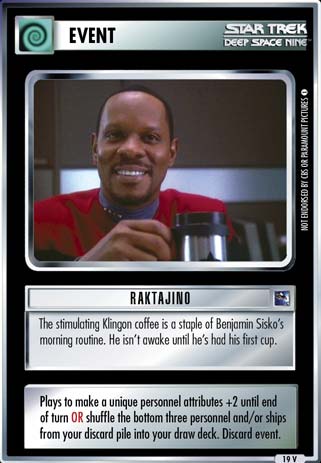 EVENT
STAR TREK
DEEP SPACE NINE™
NOT ENDORSED BY CBS OR PARAMOUNT PICTURES
RAKTAJINO
The stimulating Klingon coffee is a staple of Benjamin Sisko's
morning routine. He isn't awake until he's had his first cup.
Plays to make a unique personnel attributes +2 until end
of turn OR shuffle the bottom three personnel and/or ships
from your discard pile into your draw deck. Discard event.
19 V